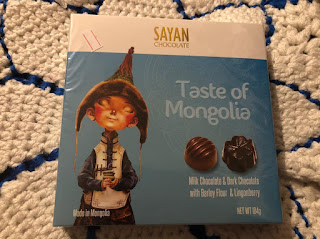 SAYAN
CHOCOLATE
Taste of
Mongolia
Milk Chocolate & Dark Chocolate
with Barley Flour & Lingonberry
Made in Mongolia
NET WT 184g